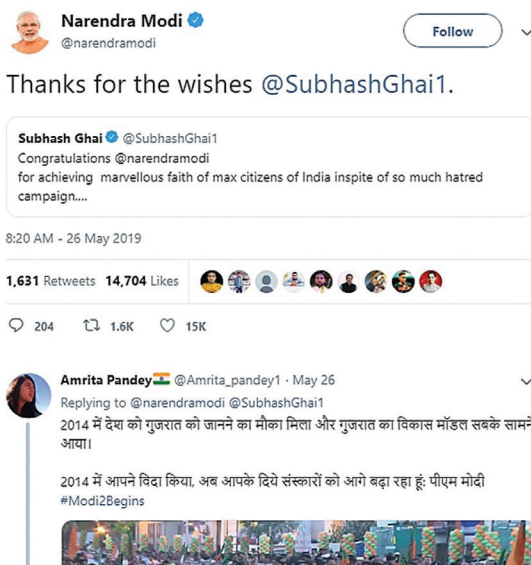 Narendra Modi
@narendramodi
Follow
Thanks for the wishes @SubhashGhai1.
Subhash Ghai @SubhashGhai1
Congratulations @narendramodi
for achieving marvellous faith of max citizens of India inspite of so much hatred
campaign....
8:20 AM - 26 May 2019
1,631 Retweets 14,704 Likes
204 1.6K 15K
Amrita Pandey @Amrita_pandey1 · May 26
Replying to @narendramodi @SubhashGhai1
2014 में देश को गुजरात को जानने का मौका मिला और गुजरात का विकास मॉडल सबके सामने
आया।
2014 में आपने विदा किया, अब आपके दिये संस्कारों को आगे बढ़ा रहा हूं: पीएम मोदी
#Modi2Begins